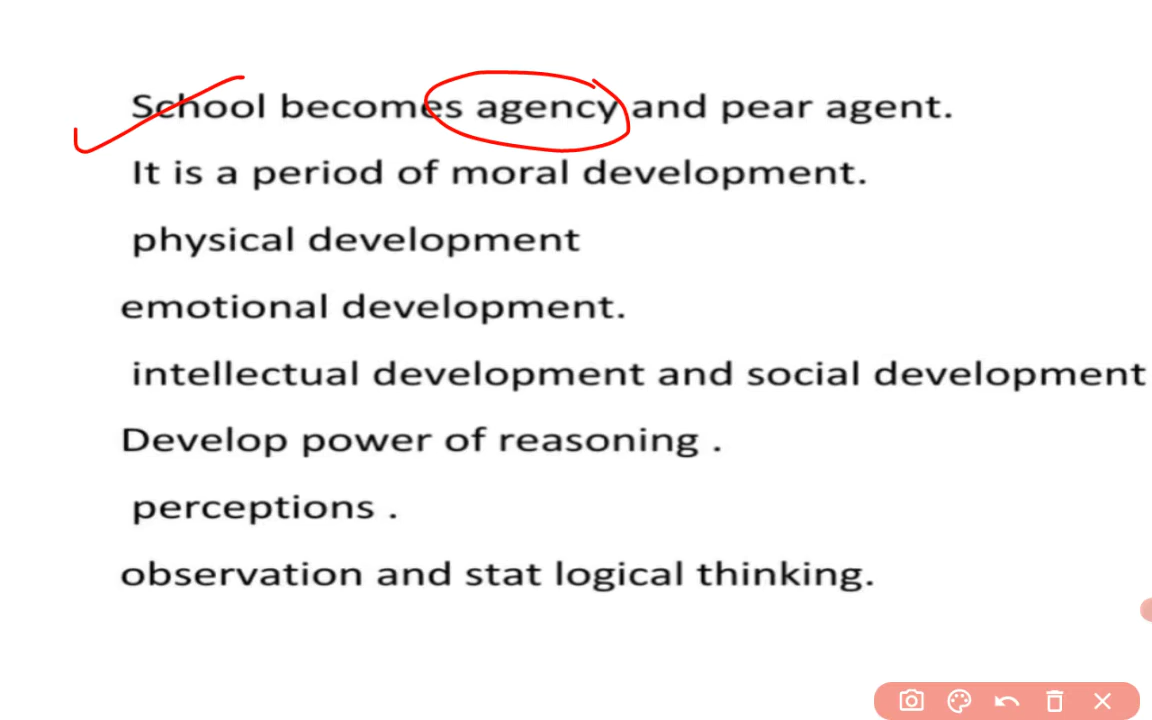 School becomes agency and pear agent.
It is a period of moral development.
physical development
emotional development.
intellectual development and social development
Develop power of reasoning .
perceptions .
observation and stat logical thinking.